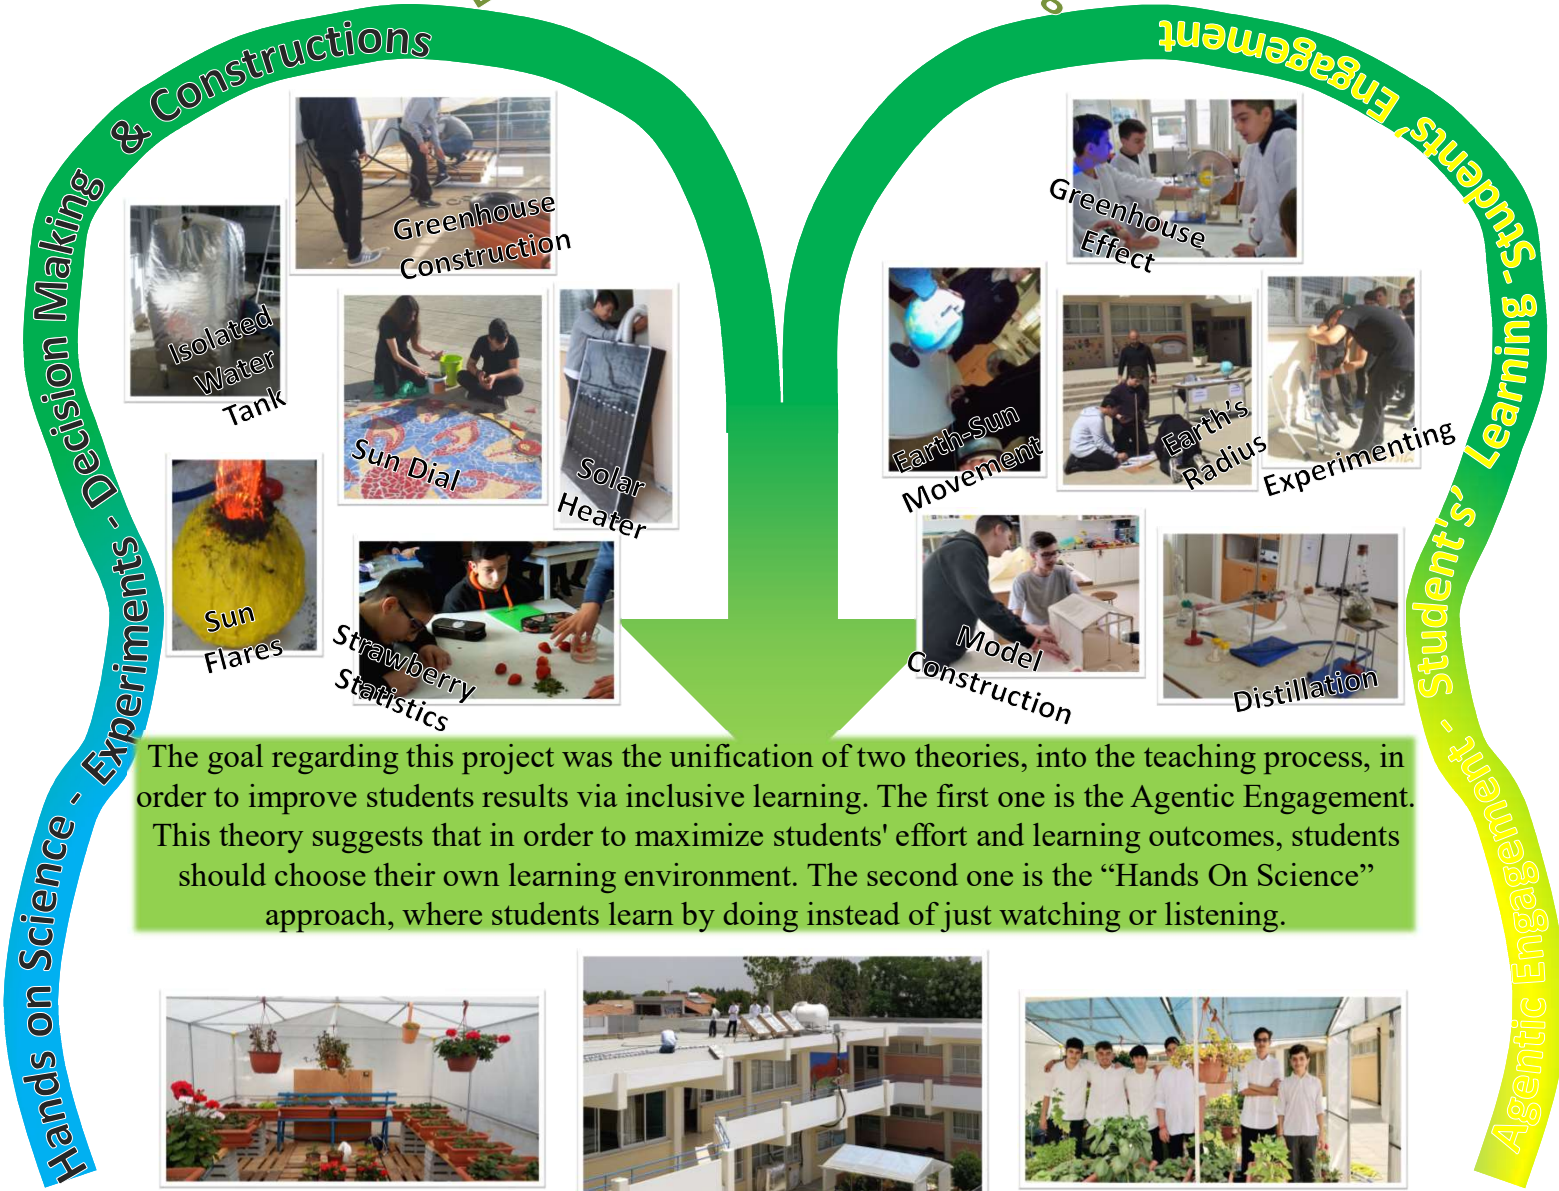 Hands on Science - Experiments - Decision Making & Constructions
Greenhouse
Construction
Isolated
Water
Tank
Sun Dial
Solar
Heater
Sun
Flares
Strawberry
Statistics
Agentic Engagement - Student's' Learning -Students' Engagement
Greenhouse
Effect
Earth-Sun
Movement
Earth's
Radius
Experimenting
Model
Construction
Distillation
The goal regarding this project was the unification of two theories, into the teaching process, in
order to improve students results via inclusive learning. The first one is the Agentic Engagement.
This theory suggests that in order to maximize students' effort and learning outcomes, students
should choose their own learning environment. The second one is the “Hands On Science”
approach, where students learn by doing instead of just watching or listening.